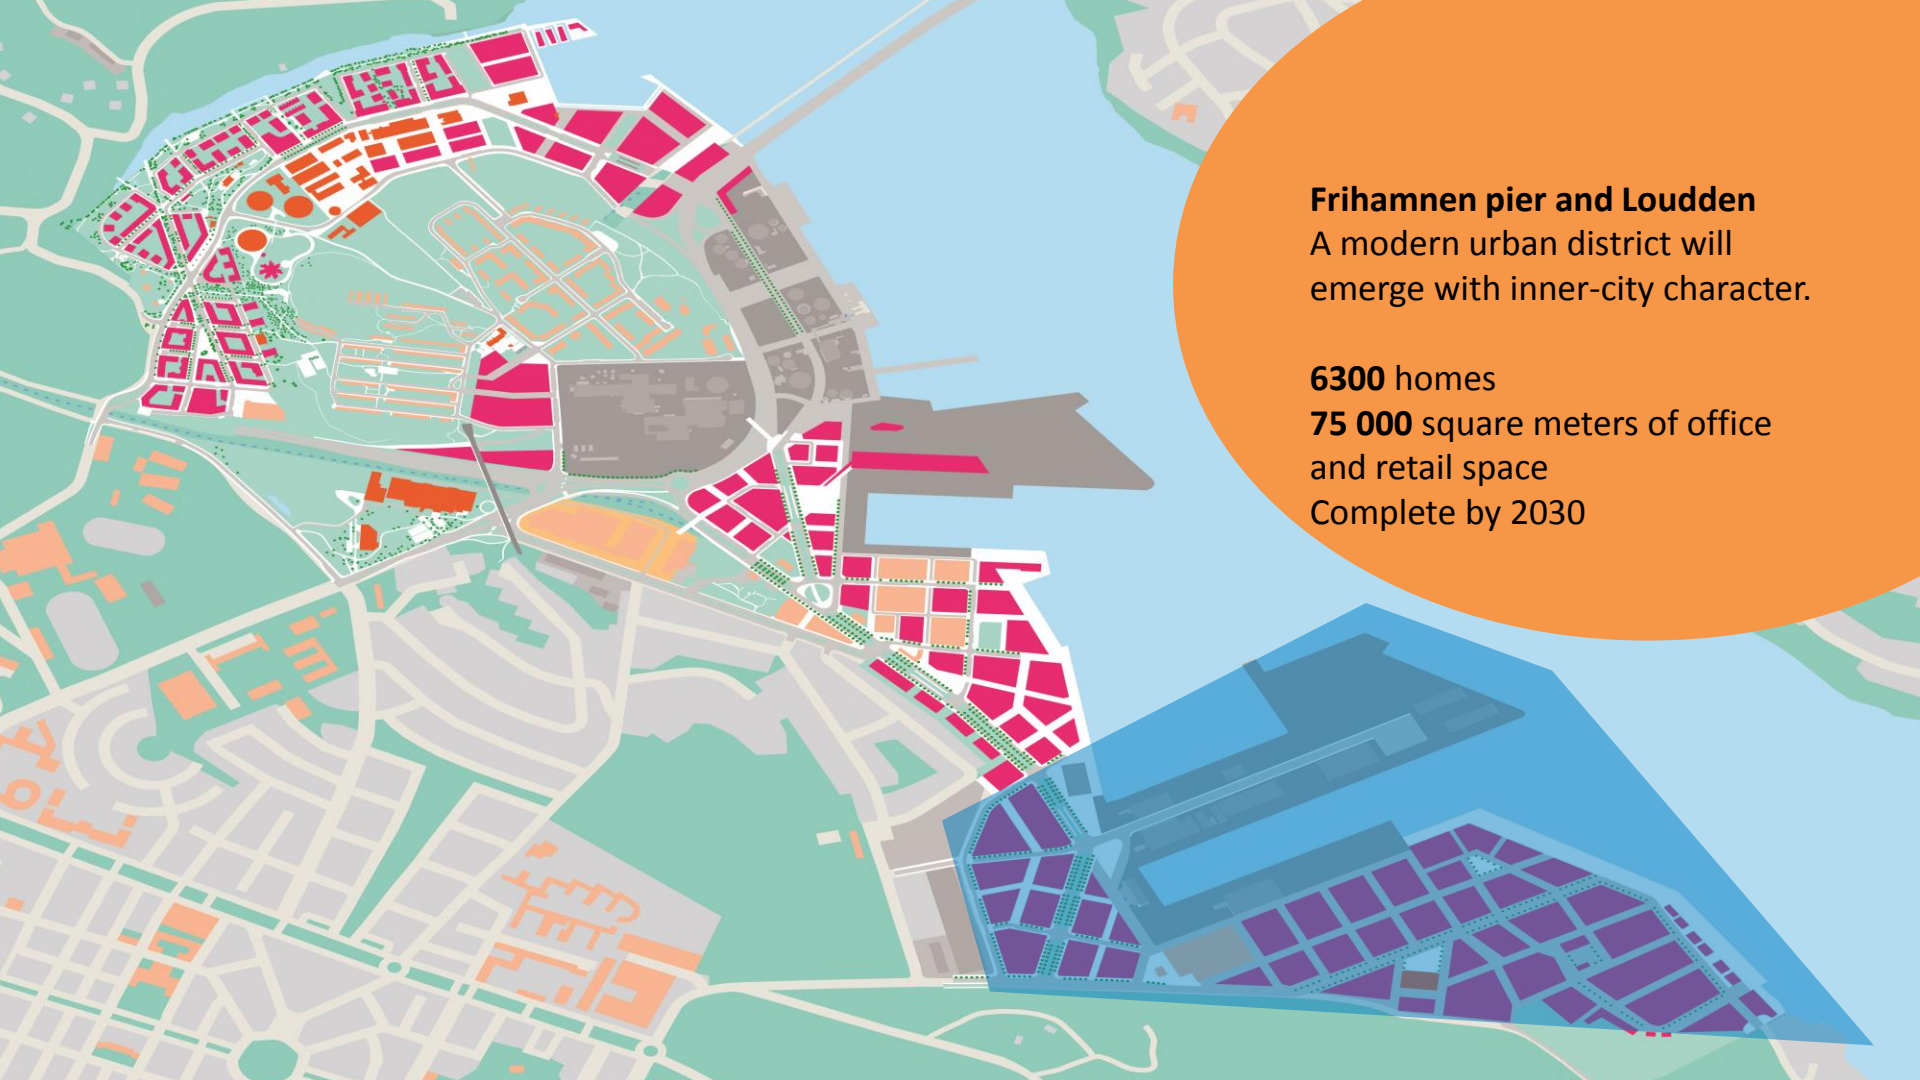 Frihamnen pier and Loudden
A modern urban district will
emerge with inner-city character.
6300 homes
75 000 square meters of office
and retail space
Complete by 2030